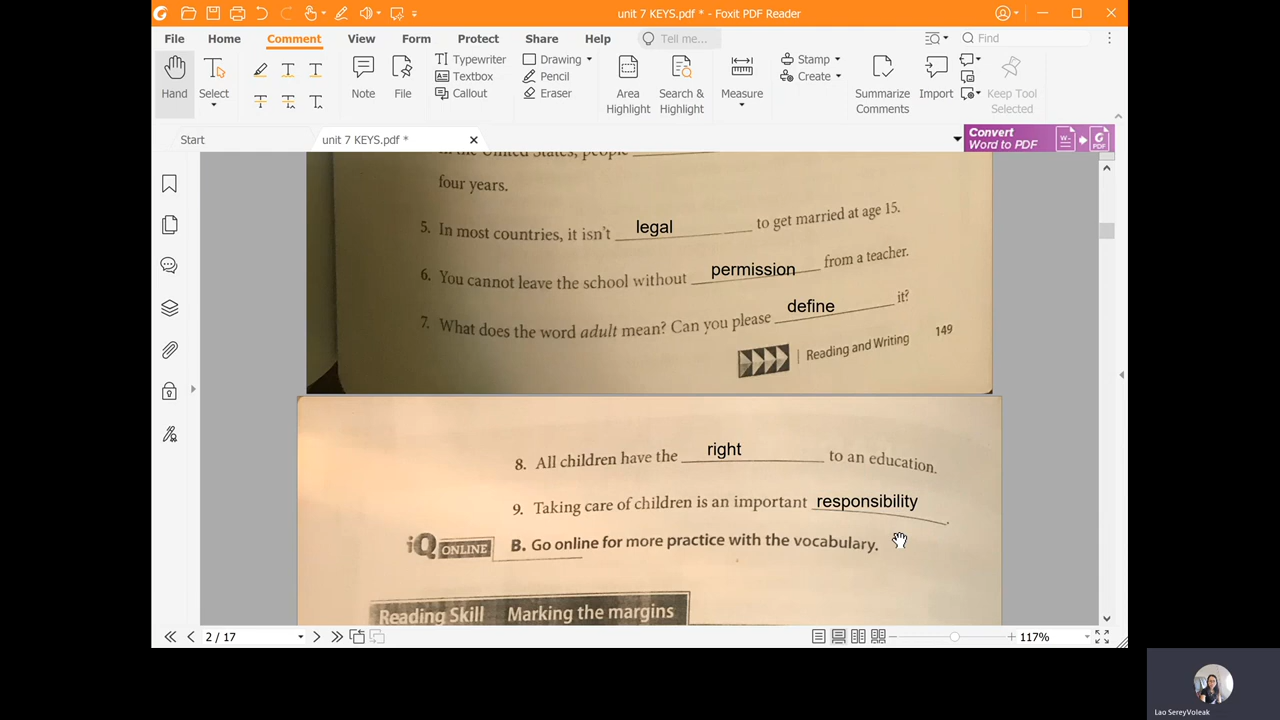 unit 7 KEYS.pdf * - Foxit PDF Reader
File Home Comment View Form Protect Share Help Tell me... Find
Hand Select Note File Typewriter Textbox Callout Drawing Pencil Eraser Area Highlight Search & Highlight Measure Stamp Create Summarize Comments Import Keep Tool Selected
Start unit 7 KEYS.pdf * Convert Word to PDF
in the United States, people
four years.
5. In most countries, it isn't legal to get married at age 15.
6. You cannot leave the school without permission from a teacher.
7. What does the word adult mean? Can you please define it?
Reading and Writing 149
8. All children have the right to an education.
9. Taking care of children is an important responsibility.
iQ ONLINE B. Go online for more practice with the vocabulary.
Reading Skill Marking the margins
2 / 17 117%
Lao SereyVoleak